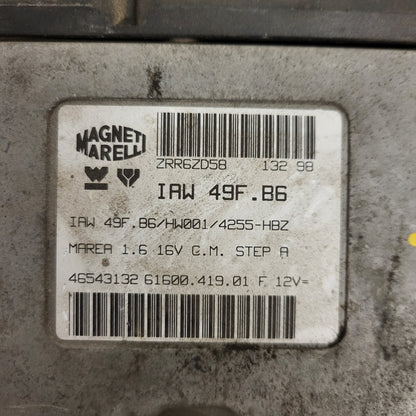 MAGNETI
MARELLI
ZRR6ZD58 132 98
IAW 49F.B6
IAW 49F.B6/HW001/4255-HBZ
MAREA 1.6 16V C.M. STEP A
46543132 61600.419.01 F 12V=